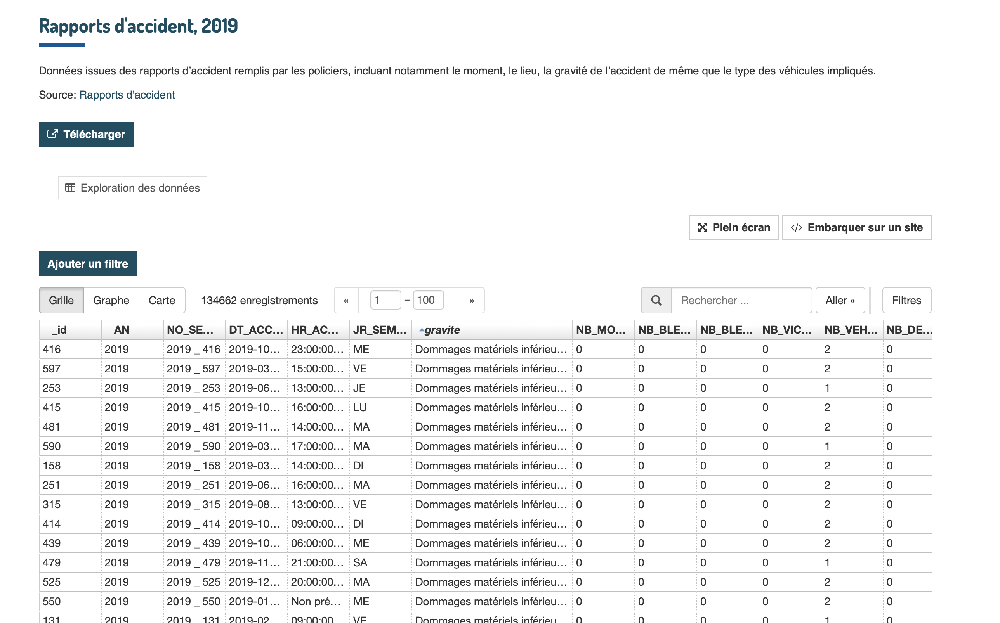 Rapports d'accident, 2019
Données issues des rapports d’accident remplis par les policiers, incluant notamment le moment, le lieu, la gravité de l’accident de même que le type des véhicules impliqués.
Source: Rapports d'accident
Télécharger
Exploration des données
Plein écran </> Embarquer sur un site
Ajouter un filtre
Grille Graphe Carte 134662 enregistrements « 1 – 100 » Rechercher ... Aller » Filtres
_id AN NO_SE... DT_ACC... HR_AC... JR_SEM... gravite NB_MO... NB_BLE... NB_BLE... NB_VIC... NB_VEH... NB_DE...
416 2019 2019 _ 416 2019-10... 23:00:00... ME Dommages matériels inférieu... 0 0 0 0 2 0
597 2019 2019 _ 597 2019-03... 15:00:00... VE Dommages matériels inférieu... 0 0 0 0 2 0
253 2019 2019 _ 253 2019-06... 13:00:00... JE Dommages matériels inférieu... 0 0 0 0 1 0
415 2019 2019 _ 415 2019-10... 16:00:00... LU Dommages matériels inférieu... 0 0 0 0 2 0
481 2019 2019 _ 481 2019-11... 14:00:00... MA Dommages matériels inférieu... 0 0 0 0 2 0
590 2019 2019 _ 590 2019-03... 17:00:00... MA Dommages matériels inférieu... 0 0 0 0 1 0
158 2019 2019 _ 158 2019-03... 14:00:00... DI Dommages matériels inférieu... 0 0 0 0 2 0
251 2019 2019 _ 251 2019-06... 16:00:00... MA Dommages matériels inférieu... 0 0 0 0 2 0
315 2019 2019 _ 315 2019-08... 13:00:00... VE Dommages matériels inférieu... 0 0 0 0 2 0
414 2019 2019 _ 414 2019-10... 09:00:00... DI Dommages matériels inférieu... 0 0 0 0 2 0
439 2019 2019 _ 439 2019-10... 06:00:00... ME Dommages matériels inférieu... 0 0 0 0 2 0
479 2019 2019 _ 479 2019-11... 21:00:00... SA Dommages matériels inférieu... 0 0 0 0 1 0
525 2019 2019 _ 525 2019-12... 20:00:00... MA Dommages matériels inférieu... 0 0 0 0 2 0
550 2019 2019 _ 550 2019-01... Non pré... ME Dommages matériels inférieu... 0 0 0 0 2 0
131 2019 2019 _ 131 2019-02... 09:00:00... VE Dommages matériels inférieu... 0 0 0 0 1 0